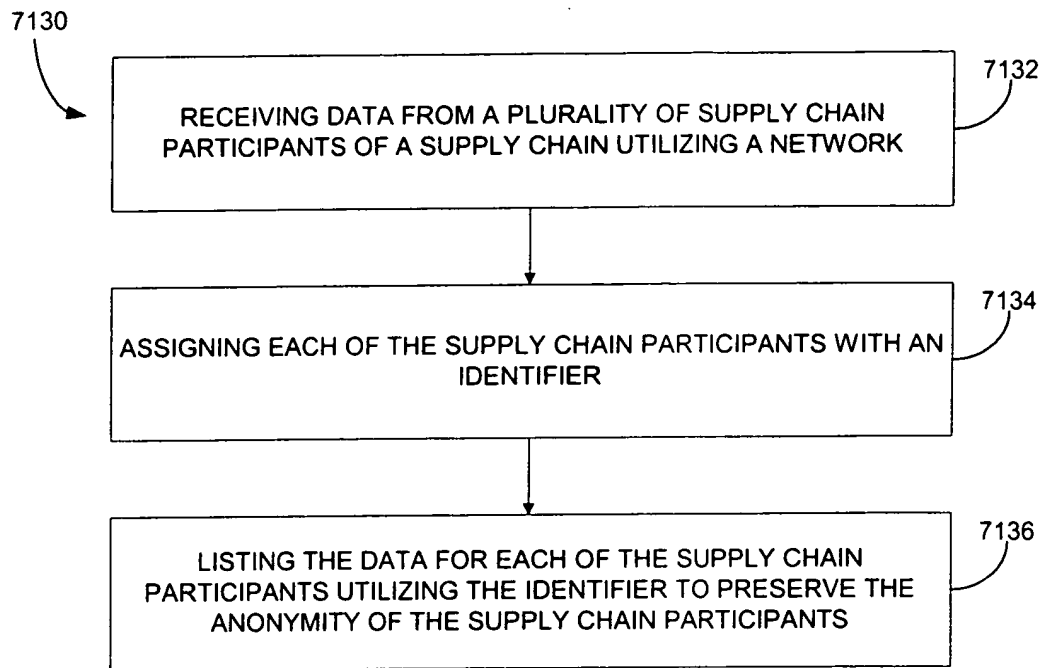 7130
7132
RECEIVING DATA FROM A PLURALITY OF SUPPLY CHAIN
PARTICIPANTS OF A SUPPLY CHAIN UTILIZING A NETWORK
7134
ASSIGNING EACH OF THE SUPPLY CHAIN PARTICIPANTS WITH AN
IDENTIFIER
7136
LISTING THE DATA FOR EACH OF THE SUPPLY CHAIN
PARTICIPANTS UTILIZING THE IDENTIFIER TO PRESERVE THE
ANONYMITY OF THE SUPPLY CHAIN PARTICIPANTS